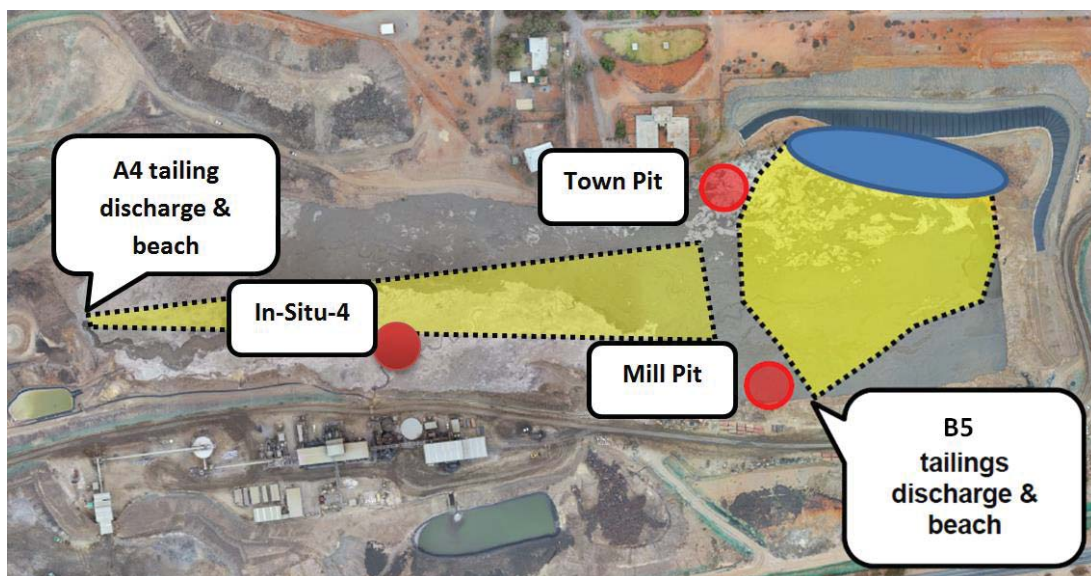 A4 tailing
discharge &
beach
Town Pit
In-Situ-4
Mill Pit
B5
tailings
discharge &
beach